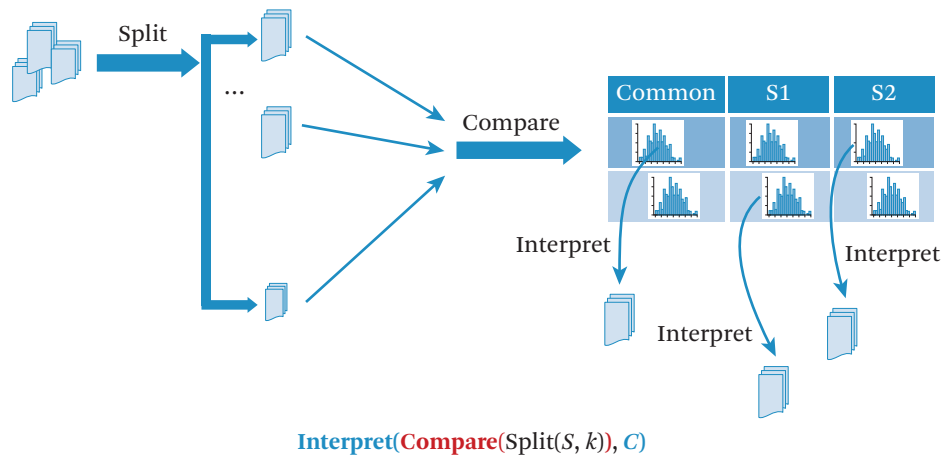 Split
...
Compare
Common S1 S2
Interpret
Interpret
Interpret
Interpret(Compare(Split(S, k)), C)